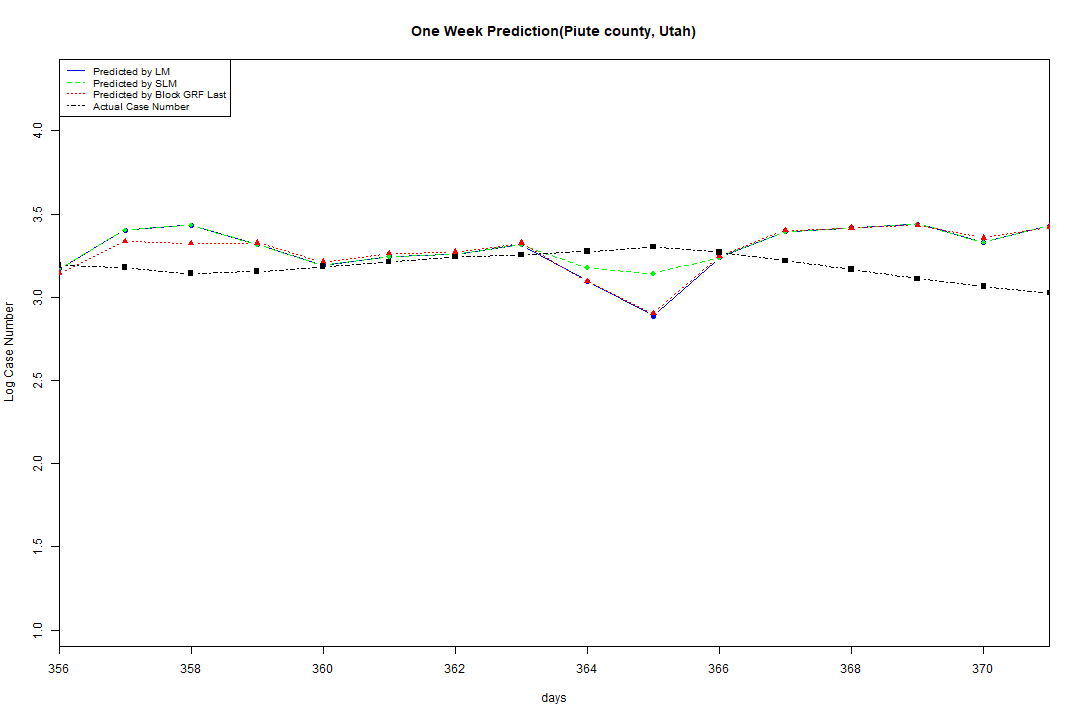 One Week Prediction(Piute county, Utah)
Predicted by LM
Predicted by SLM
Predicted by Block GRF Last
Actual Case Number
4.0
3.5
3.0
2.5
2.0
1.5
1.0
Log Case Number
356 358 360 362 364 366 368 370
days